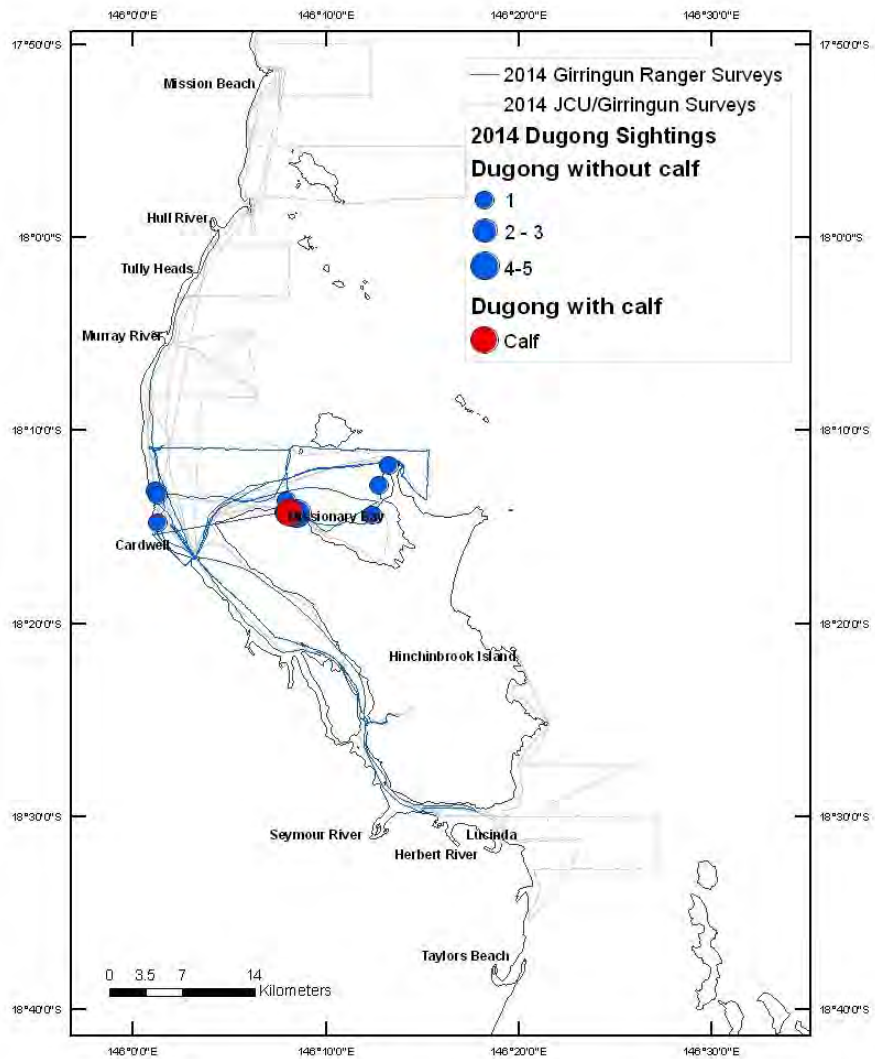 146°0'0"E 146°10'0"E 146°20'0"E 146°30'0"E
17°50'0"S 17°50'0"S
Mission Beach
2014 Girringun Ranger Surveys
2014 JCU/Girringun Surveys
2014 Dugong Sightings
Dugong without calf
1
2 - 3
4-5
Dugong with calf
Calf
Hull River
18°0'0"S 18°0'0"S
Tully Heads
Murray River
18°10'0"S 18°10'0"S
Missionary Bay
Cardwell
18°20'0"S 18°20'0"S
Hinchinbrook Island
18°30'0"S 18°30'0"S
Seymour River
Lucinda
Herbert River
Taylors Beach
0 3.5 7 14
Kilometers
18°40'0"S 18°40'0"S
146°0'0"E 146°10'0"E 146°20'0"E 146°30'0"E